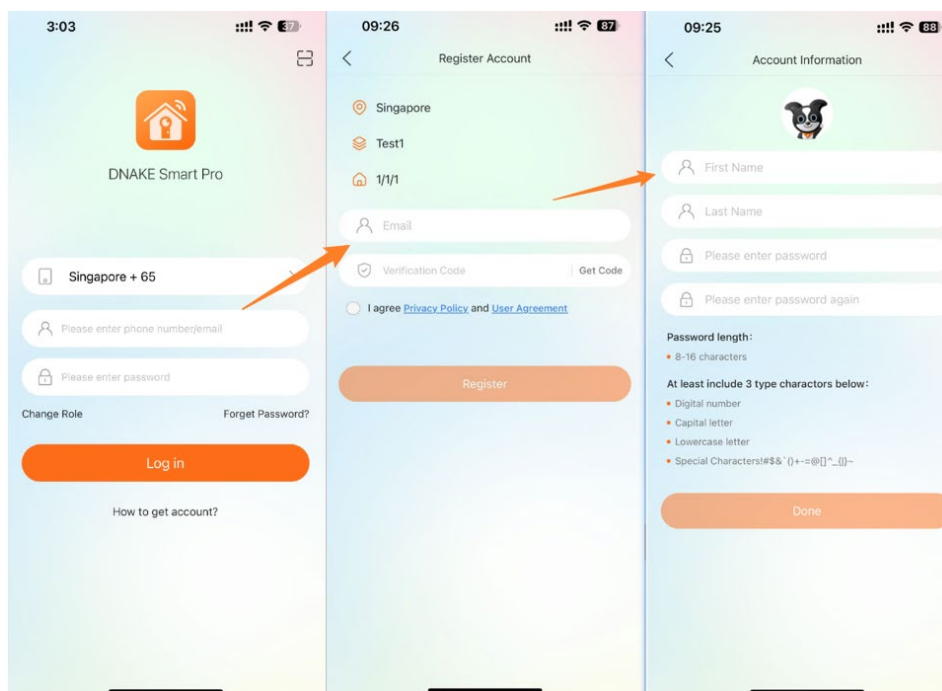 3:03
37
DNAKE Smart Pro
Singapore + 65
Please enter phone number/email
Please enter password
Change Role
Forget Password?
Log in
How to get account?
09:26
87
Register Account
Singapore
Test1
1/1/1
Email
Verification Code
Get Code
I agree Privacy Policy and User Agreement
Register
09:25
88
Account Information
First Name
Last Name
Please enter password
Please enter password again
Password length:
• 8-16 characters
At least include 3 type charactors below:
• Digital number
• Capital letter
• Lowercase letter
• Special Characters!#$&`()+-=@[]^_{|}~
Done